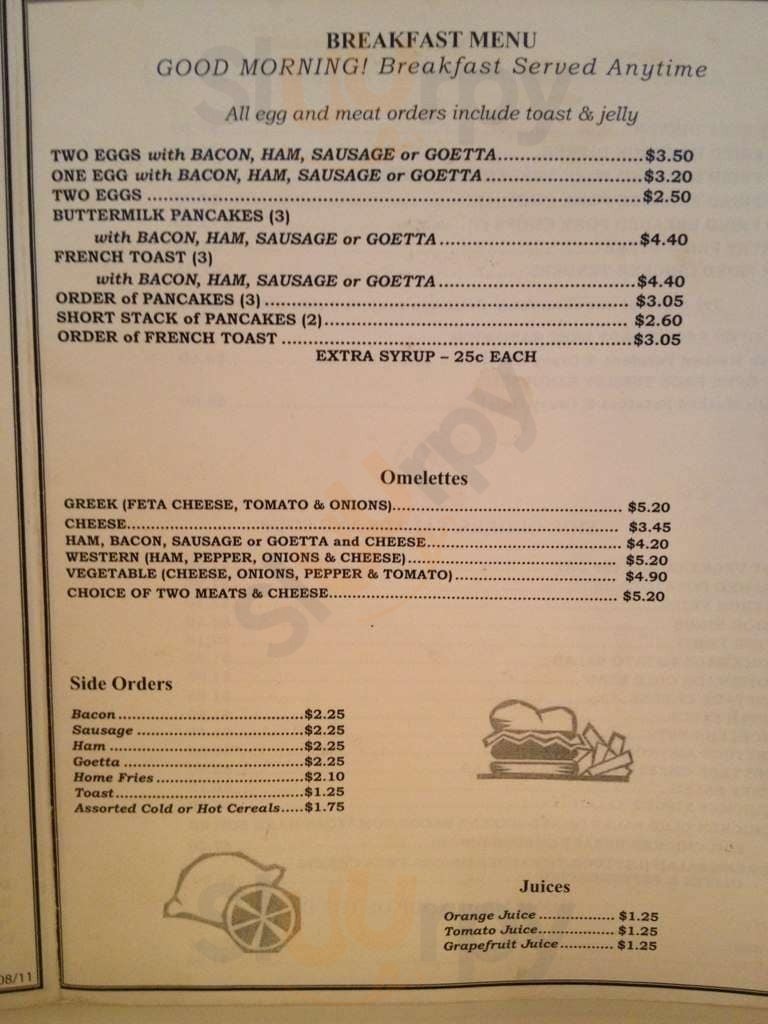 BREAKFAST MENU
GOOD MORNING! Breakfast Served Anytime
All egg and meat orders include toast & jelly
TWO EGGS with BACON, HAM, SAUSAGE or GOETTA..........................$3.50
ONE EGG with BACON, HAM, SAUSAGE or GOETTA ............................$3.20
TWO EGGS ..................................................................................$2.50
BUTTERMILK PANCAKES (3)
with BACON, HAM, SAUSAGE or GOETTA ....................................$4.40
FRENCH TOAST (3)
with BACON, HAM, SAUSAGE or GOETTA ....................................$4.40
ORDER of PANCAKES (3) ................................................................. $3.05
SHORT STACK of PANCAKES (2)...................................................... $2.60
ORDER of FRENCH TOAST ...............................................................$3.05
EXTRA SYRUP – 25c EACH
Omelettes
GREEK (FETA CHEESE, TOMATO & ONIONS)........................................ $5.20
CHEESE........................................................................................... $3.45
HAM, BACON, SAUSAGE or GOETTA and CHEESE.................................. $4.20
WESTERN (HAM, PEPPER, ONIONS & CHEESE)..................................... $5.20
VEGETABLE (CHEESE, ONIONS, PEPPER & TOMATO)............................ $4.90
CHOICE OF TWO MEATS & CHEESE.................................................... $5.20
Side Orders
Bacon .......................................$2.25
Sausage ....................................$2.25
Ham .........................................$2.25
Goetta ......................................$2.25
Home Fries ...............................$2.10
Toast........................................$1.25
Assorted Cold or Hot Cereals.....$1.75
Juices
Orange Juice ................ $1.25
Tomato Juice................ $1.25
Grapefruit Juice............ $1.25
08/11